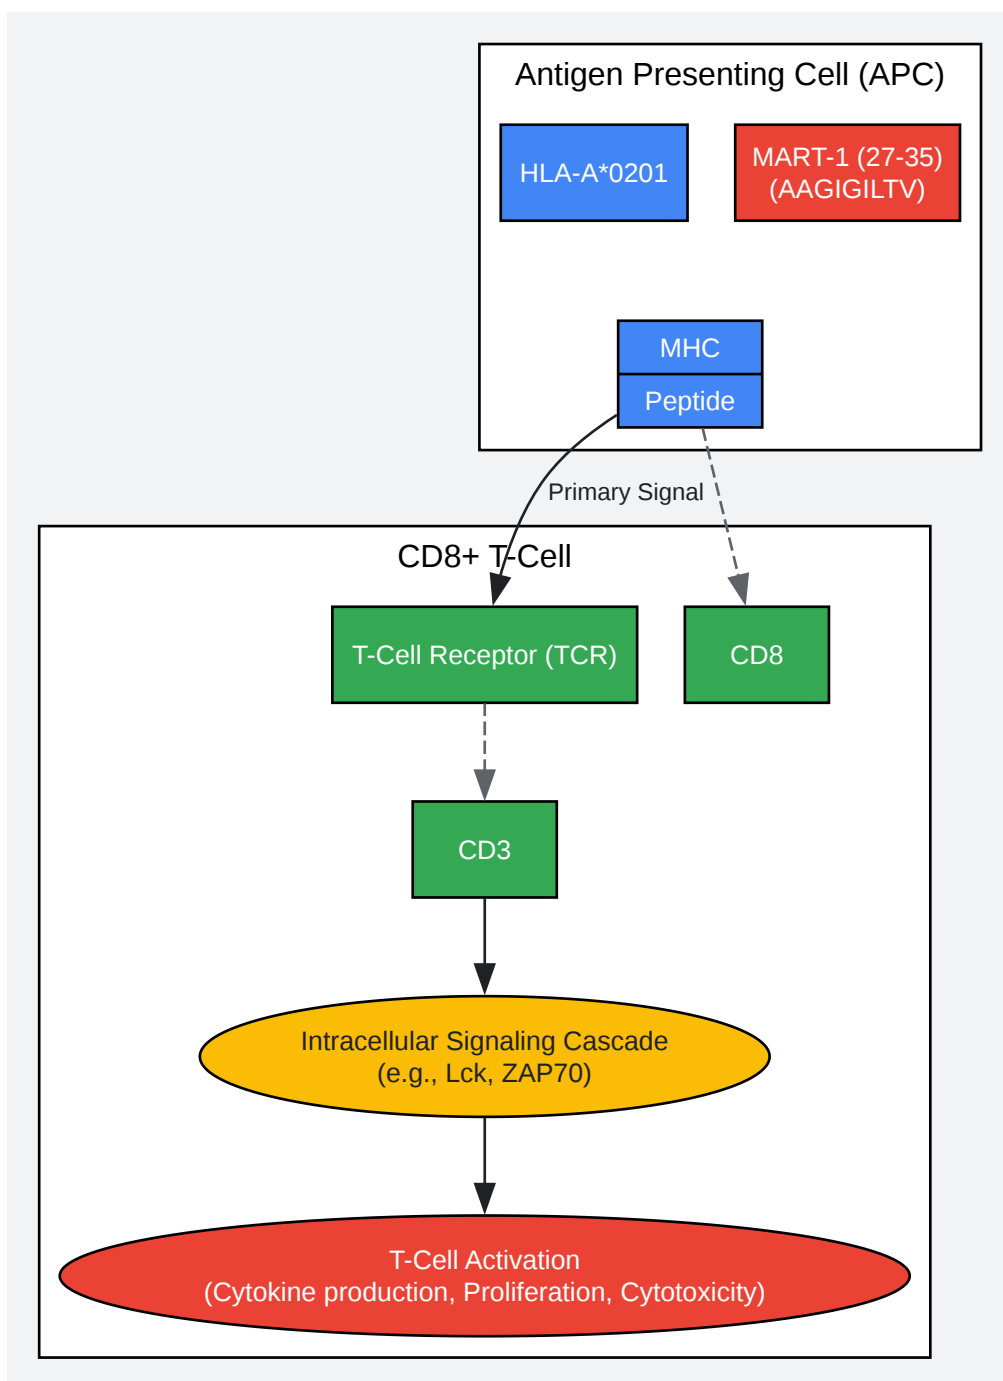 Antigen Presenting Cell (APC)
HLA-A*0201
MART-1 (27-35)
(AAGIGILTV)
MHC
Peptide
Primary Signal
CD8+ T-Cell
T-Cell Receptor (TCR)
CD8
CD3
Intracellular Signaling Cascade
(e.g., Lck, ZAP70)
T-Cell Activation
(Cytokine production, Proliferation, Cytotoxicity)